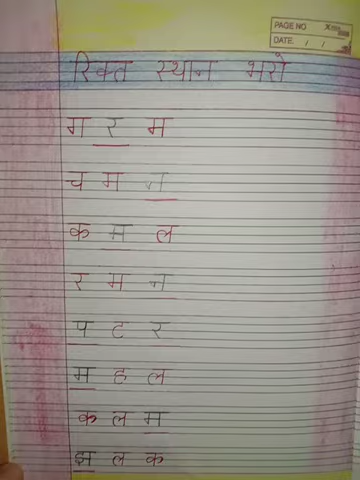 PAGE NO
DATE: / /
रिक्त स्थान भरो
ग र म
च म न
क म ल
र म न
प ट र
म ह ल
क ल म
झ ल क